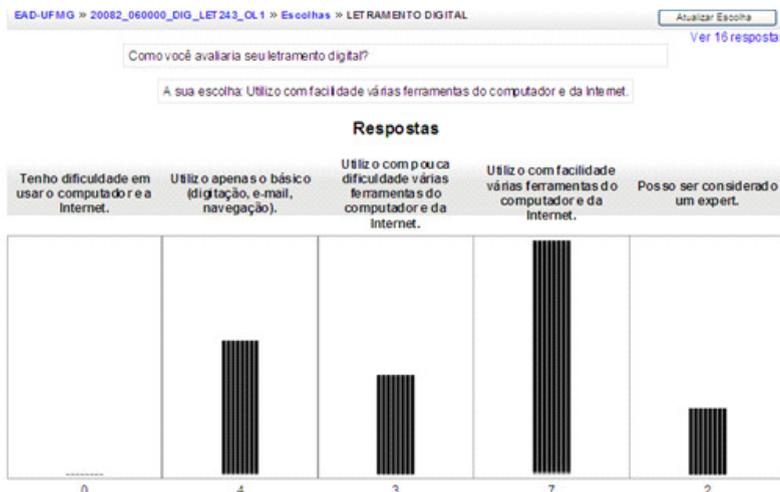 EAD-UFMG » 20082_060000_DIG_LET243_OL1 » Escolhas » LETRAMENTO DIGITAL
Atualizar Escolha
Ver 16 respostas
Como você avaliaria seu letramento digital?
A sua escolha: Utilizo com facilidade várias ferramentas do computador e da Internet.
Respostas
Tenho dificuldade em
usar o computador e a
Internet.
Utilizo apenas o básico
(digitação, e-mail,
navegação).
Utilizo com pouca
dificuldade várias
ferramentas do
computador e da
Internet.
Utilizo com facilidade
várias ferramentas do
computador e da
Internet.
Posso ser considerado
um expert.
0
4
3
7
2